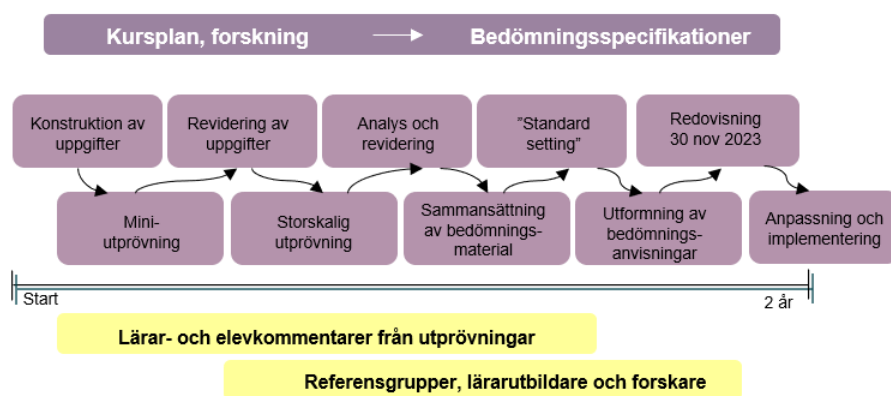 Kursplan, forskning → Bedömningsspecifikationer
Konstruktion av
uppgifter
Revidering av
uppgifter
Analys och
revidering
”Standard
setting”
Redovisning
30 nov 2023
Mini-
utprövning
Storskalig
utprövning
Sammansättning
av bedömnings-
material
Utformning av
bedömnings-
anvisningar
Anpassning och
implementering
Start
2 år
Lärar- och elevkommentarer från utprövningar
Referensgrupper, lärarutbildare och forskare